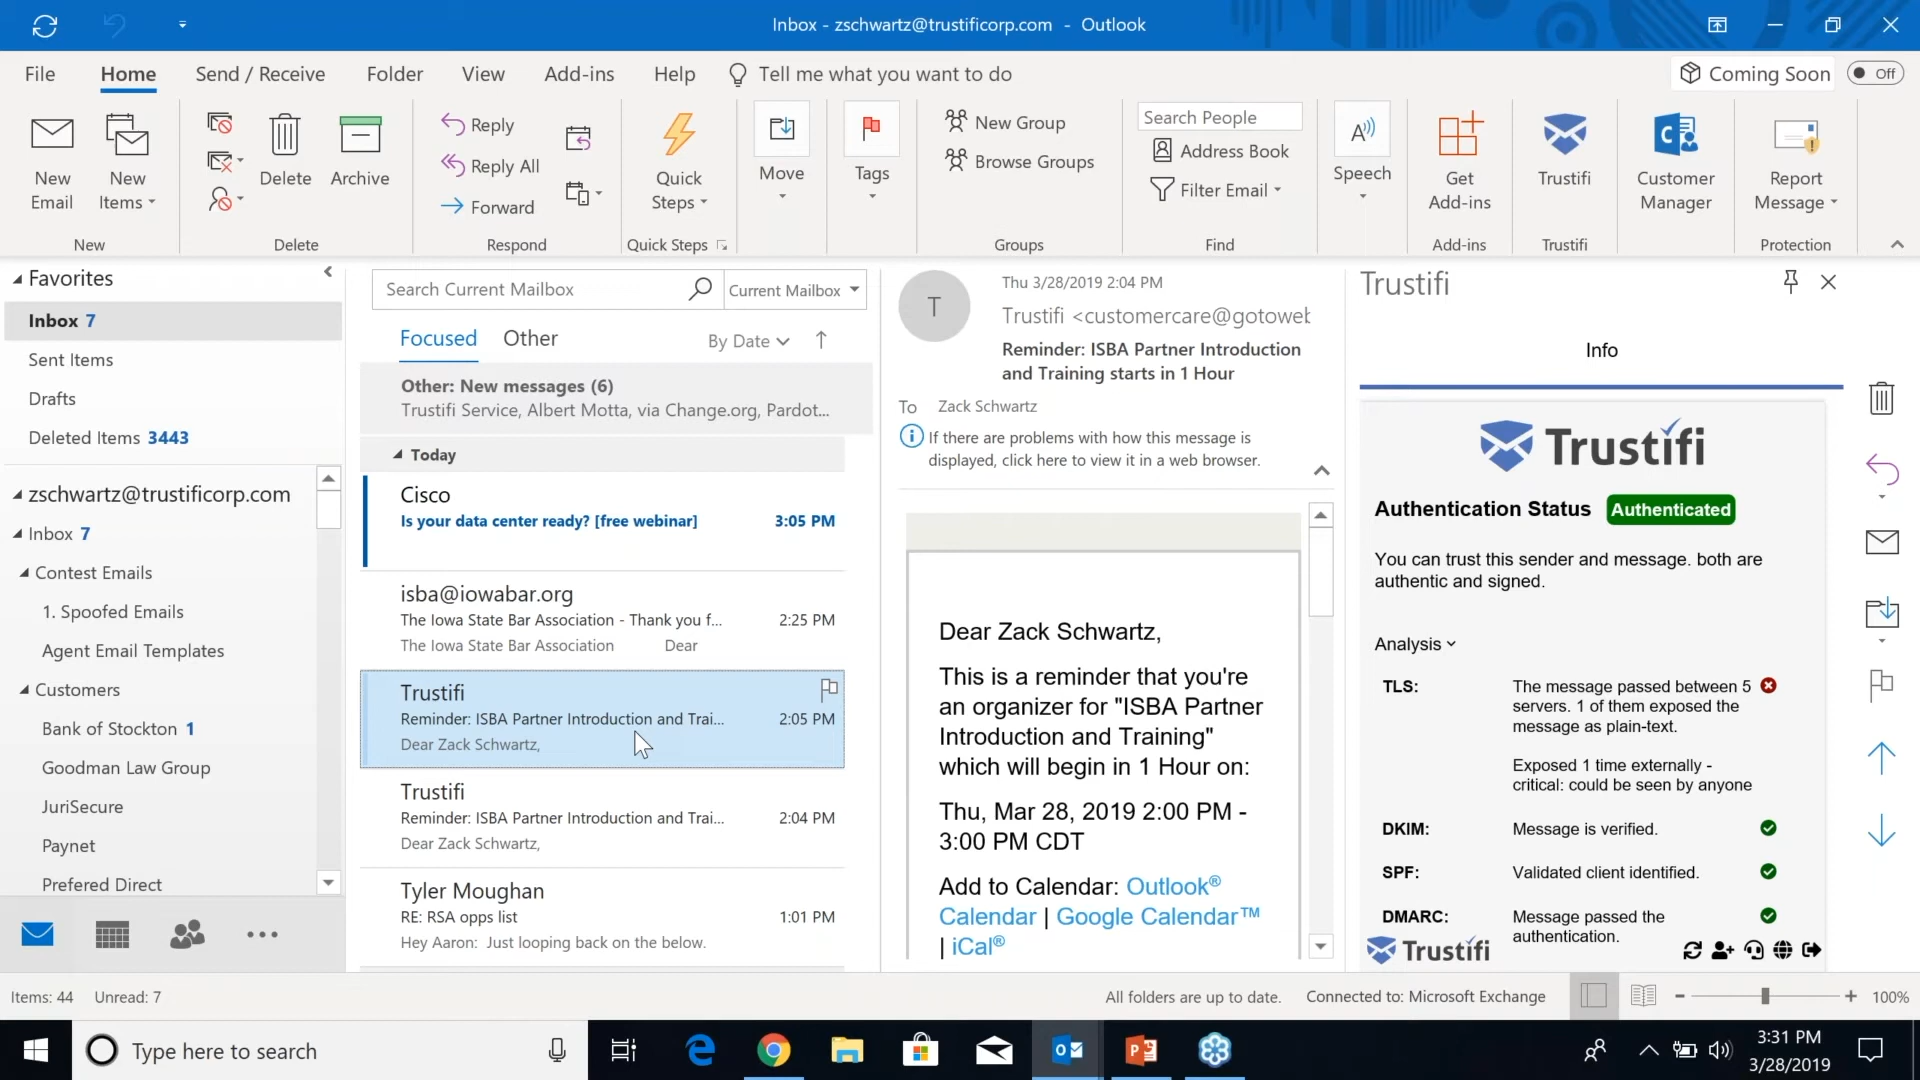 Inbox - zschwartz@trustificorp.com - Outlook
File
Home
Send / Receive
Folder
View
Add-ins
Help
Tell me what you want to do
Coming Soon
Off
New
Email
New
Items
New
Delete
Archive
Delete
Reply
Reply All
Forward
Respond
Quick
Steps
Quick Steps
Move
Tags
New Group
Browse Groups
Groups
Search People
Address Book
Filter Email
Find
Speech
Get
Add-ins
Add-ins
Trustifi
Trustifi
Customer
Manager
Report
Message
Protection
Favorites
Inbox 7
Sent Items
Drafts
Deleted Items 3443
zschwartz@trustificorp.com
Inbox 7
Contest Emails
1. Spoofed Emails
Agent Email Templates
Customers
Bank of Stockton 1
Goodman Law Group
JuriSecure
Paynet
Prefered Direct
Search Current Mailbox
Current Mailbox
Focused
Other
By Date
Other: New messages (6)
Trustifi Service, Albert Motta, via Change.org, Pardot...
Today
Cisco
Is your data center ready? [free webinar] 3:05 PM
isba@iowabar.org
The Iowa State Bar Association - Thank you f... 2:25 PM
The Iowa State Bar Association Dear
Trustifi
Reminder: ISBA Partner Introduction and Trai... 2:05 PM
Dear Zack Schwartz,
Trustifi
Reminder: ISBA Partner Introduction and Trai... 2:04 PM
Dear Zack Schwartz,
Tyler Moughan
RE: RSA opps list 1:01 PM
Hey Aaron: Just looping back on the below.
T
Thu 3/28/2019 2:04 PM
Trustifi <customercare@gotoweb
Reminder: ISBA Partner Introduction
and Training starts in 1 Hour
To Zack Schwartz
If there are problems with how this message is
displayed, click here to view it in a web browser.
Dear Zack Schwartz,
This is a reminder that you're
an organizer for "ISBA Partner
Introduction and Training"
which will begin in 1 Hour on:
Thu, Mar 28, 2019 2:00 PM -
3:00 PM CDT
Add to Calendar: Outlook®
Calendar | Google Calendar™
| iCal®
Trustifi
Info
Trustifi
Authentication Status Authenticated
You can trust this sender and message. both are
authentic and signed.
Analysis
TLS: The message passed between 5
servers. 1 of them exposed the
message as plain-text.
Exposed 1 time externally -
critical: could be seen by anyone
DKIM: Message is verified.
SPF: Validated client identified.
DMARC: Message passed the
authentication.
Trustifi
Items: 44 Unread: 7
All folders are up to date. Connected to: Microsoft Exchange
100%
Type here to search
3:31 PM
3/28/2019